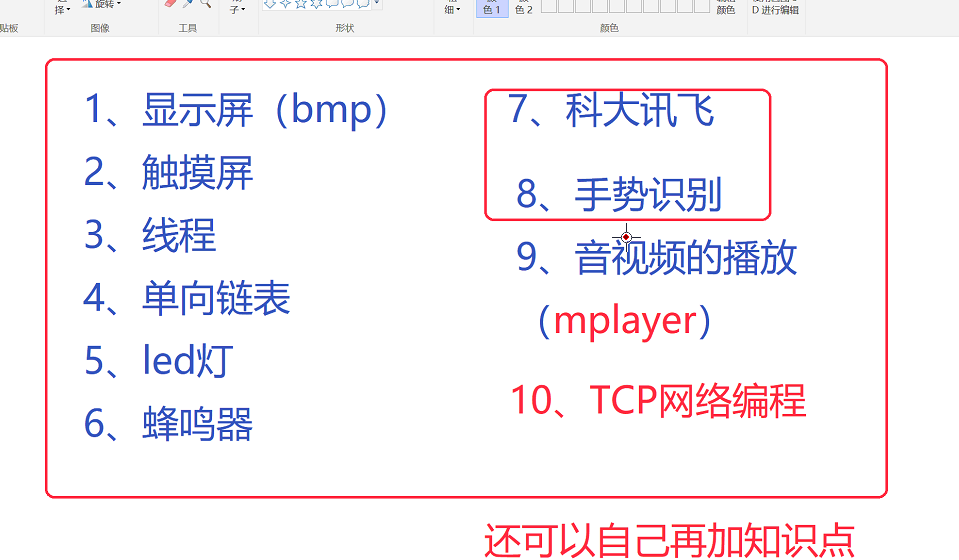 择
旋转
子
细
色 1
色 2
颜色
D 进行编辑
贴板
图像
工具
形状
颜色
1、显示屏（bmp）
2、触摸屏
3、线程
4、单向链表
5、led灯
6、蜂鸣器
7、科大讯飞
8、手势识别
9、音视频的播放
（mplayer）
10、TCP网络编程
还可以自己再加知识点